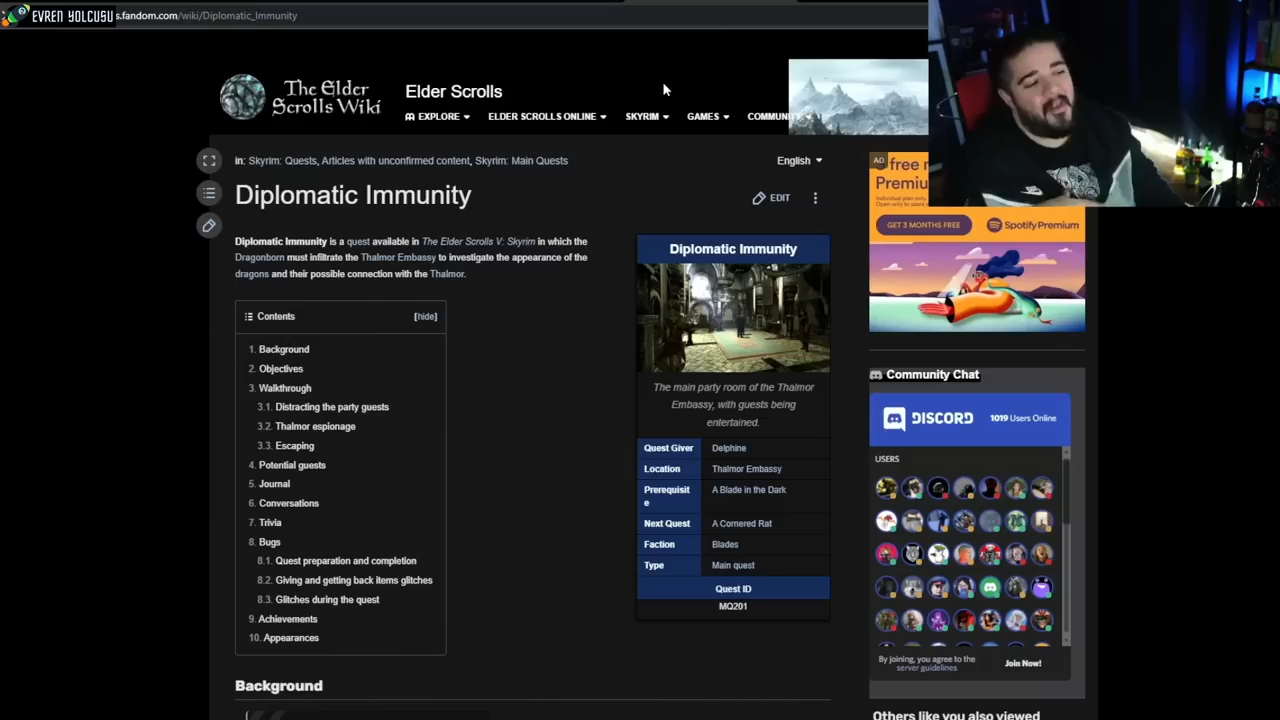 EVREN YOLCUSU
s.fandom.com/wiki/Diplomatic_Immunity
The Elder
Scrolls Wiki
Elder Scrolls
EXPLORE
ELDER SCROLLS ONLINE
SKYRIM
GAMES
COMMUN
in: Skyrim: Quests, Articles with unconfirmed content, Skyrim: Main Quests
English
Diplomatic Immunity
EDIT
Diplomatic Immunity is a quest available in The Elder Scrolls V: Skyrim in which the
Dragonborn must infiltrate the Thalmor Embassy to investigate the appearance of the
dragons and their possible connection with the Thalmor.
Contents [hide]
1. Background
2. Objectives
3. Walkthrough
3.1. Distracting the party guests
3.2. Thalmor espionage
3.3. Escaping
4. Potential guests
5. Journal
6. Conversations
7. Trivia
8. Bugs
8.1. Quest preparation and completion
8.2. Giving and getting back items glitches
8.3. Glitches during the quest
9. Achievements
10. Appearances
Background
Diplomatic Immunity
The main party room of the Thalmor
Embassy, with guests being
entertained.
Quest Giver Delphine
Location Thalmor Embassy
Prerequisit
e A Blade in the Dark
Next Quest A Cornered Rat
Faction Blades
Type Main quest
Quest ID
MQ201
AD
free
Premiu
GET 3 MONTHS FREE
Spotify Premium
Community Chat
DISCORD 1019 Users Online
USERS
By joining, you agree to the
server guidelines
Join Now!
Others like you also viewed